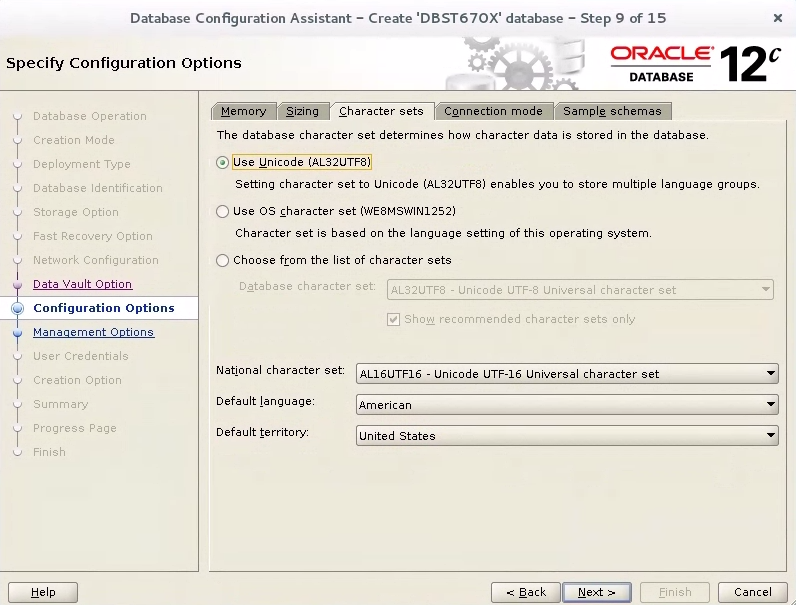 Database Configuration Assistant – Create 'DBST670X' database – Step 9 of 15
Specify Configuration Options
ORACLE
DATABASE
12c
Database Operation
Creation Mode
Deployment Type
Database Identification
Storage Option
Fast Recovery Option
Network Configuration
Data Vault Option
Configuration Options
Management Options
User Credentials
Creation Option
Summary
Progress Page
Finish
Memory Sizing Character sets Connection mode Sample schemas
The database character set determines how character data is stored in the database.
Use Unicode (AL32UTF8)
Setting character set to Unicode (AL32UTF8) enables you to store multiple language groups.
Use OS character set (WE8MSWIN1252)
Character set is based on the language setting of this operating system.
Choose from the list of character sets
Database character set: AL32UTF8 - Unicode UTF-8 Universal character set
Show recommended character sets only
National character set: AL16UTF16 - Unicode UTF-16 Universal character set
Default language: American
Default territory: United States
Help < Back Next > Finish Cancel